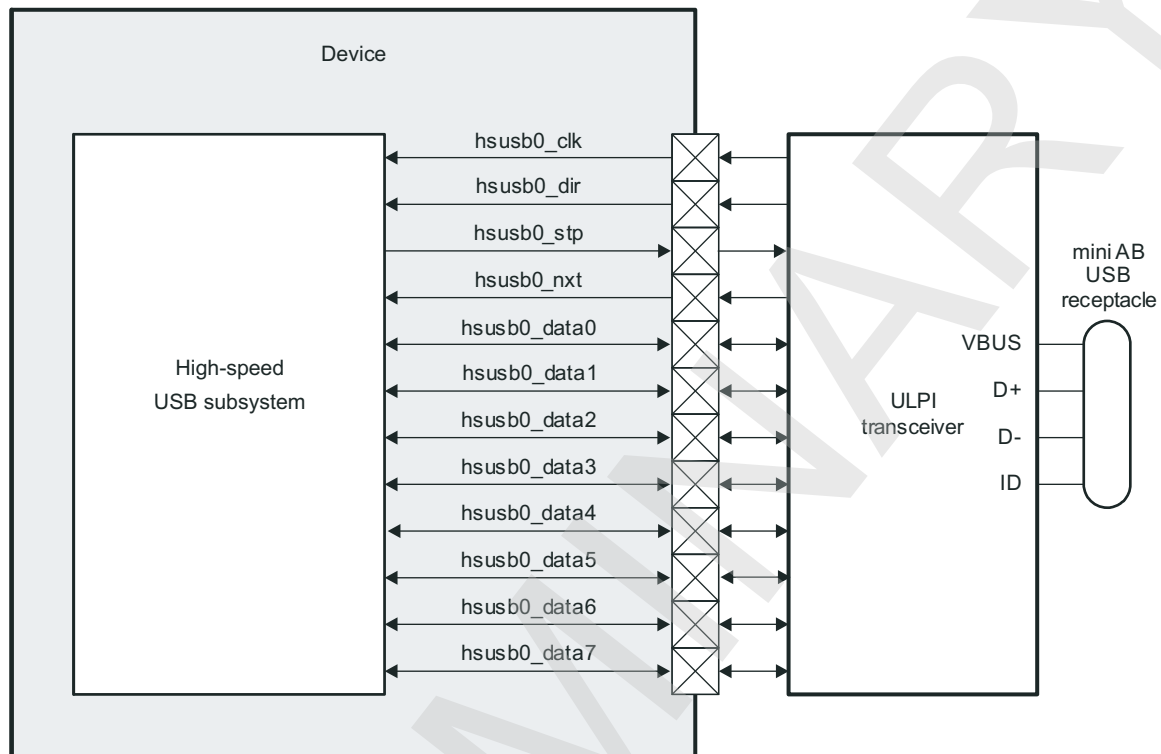 Device
hsusb0_clk
hsusb0_dir
hsusb0_stp
hsusb0_nxt
hsusb0_data0
hsusb0_data1
hsusb0_data2
hsusb0_data3
hsusb0_data4
hsusb0_data5
hsusb0_data6
hsusb0_data7
High-speed
USB subsystem
ULPI
transceiver
VBUS
D+
D-
ID
mini AB
USB
receptacle
MINARY